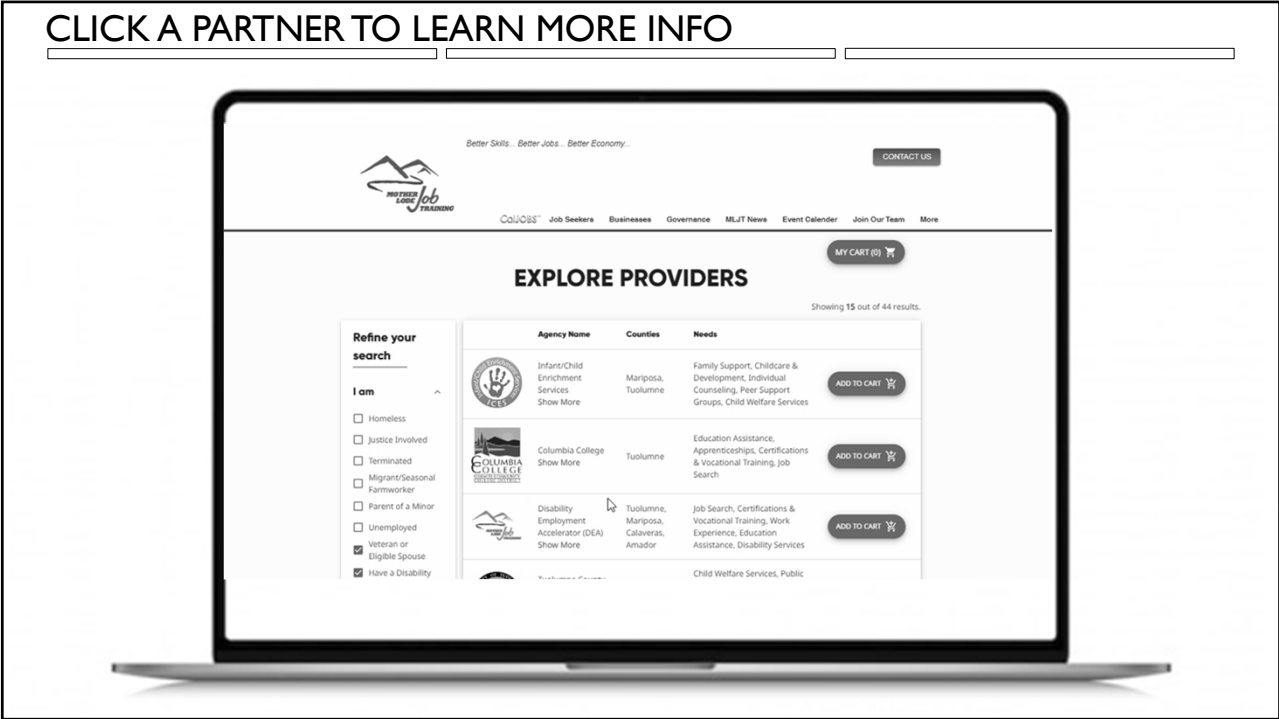 CLICK A PARTNER TO LEARN MORE INFO
Better Skills... Better Jobs... Better Economy...
CONTACT US
MOTHER
LODE Job
TRAINING
CalJOBS℠ Job Seekers Businesses Governance MLJT News Event Calender Join Our Team More
MY CART (0)
EXPLORE PROVIDERS
Showing 15 out of 44 results.
Refine your
search
I am
Homeless
Justice Involved
Terminated
Migrant/Seasonal
Farmworker
Parent of a Minor
Unemployed
Veteran or
Eligible Spouse
Have a Disability
Agency Name Counties Needs
ICES
Infant/Child
Enrichment
Services
Show More
Mariposa,
Tuolumne
Family Support, Childcare &
Development, Individual
Counseling, Peer Support
Groups, Child Welfare Services
ADD TO CART
COLUMBIA
COLLEGE
Columbia College
Show More
Tuolumne
Education Assistance,
Apprenticeships, Certifications
& Vocational Training, Job
Search
ADD TO CART
Job
Disability
Employment
Accelerator (DEA)
Show More
Tuolumne,
Mariposa,
Calaveras,
Amador
Job Search, Certifications &
Vocational Training, Work
Experience, Education
Assistance, Disability Services
ADD TO CART
Tuolumne County
Child Welfare Services, Public